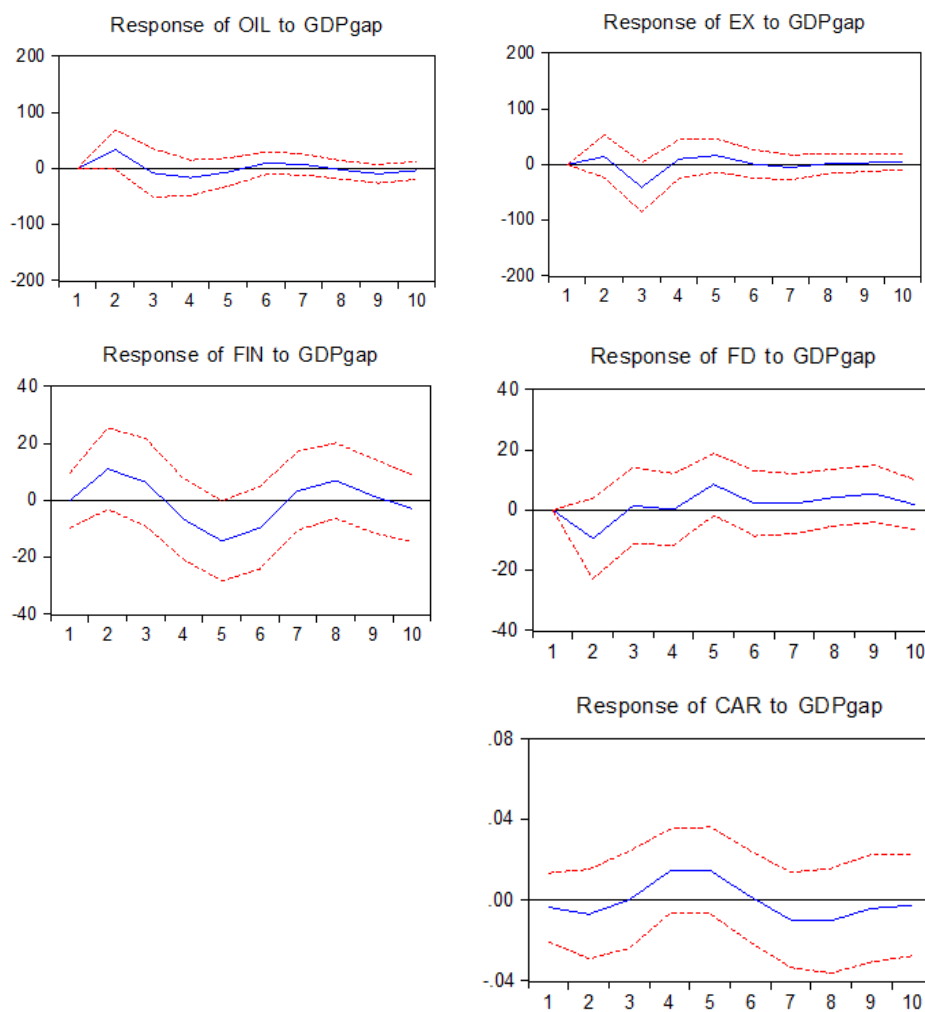 Response of OIL to GDPgap
200
100
0
-100
-200
1 2 3 4 5 6 7 8 9 10
Response of EX to GDPgap
200
100
0
-100
-200
1 2 3 4 5 6 7 8 9 10
Response of FIN to GDPgap
40
20
0
-20
-40
1 2 3 4 5 6 7 8 9 10
Response of FD to GDPgap
40
20
0
-20
-40
1 2 3 4 5 6 7 8 9 10
Response of CAR to GDPgap
.08
.04
.00
-.04
1 2 3 4 5 6 7 8 9 10